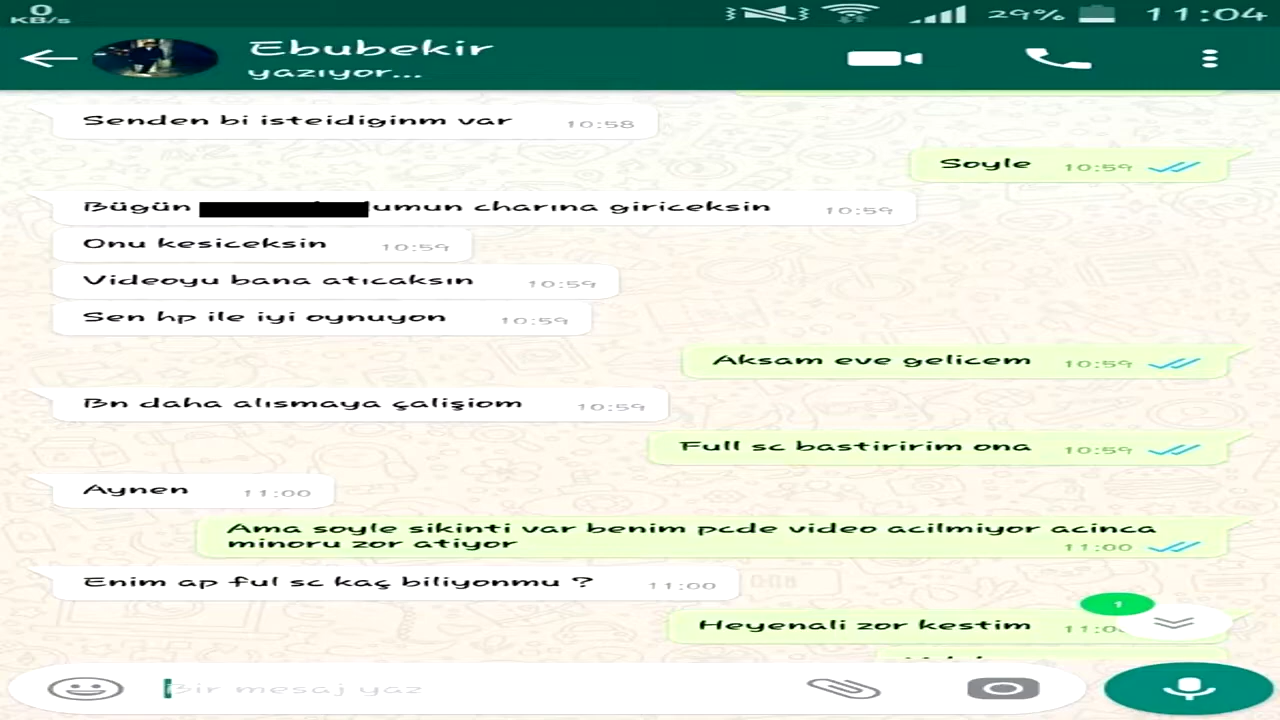 0
KB/s
29%
11:04
Ebubekir
yazıyor...
Senden bi isteidiginm var 10:58
Soyle 10:59
Bügün umun charına giriceksin 10:59
Onu kesiceksin 10:59
Videoyu bana atıcaksın 10:59
Sen hp ile iyi oynuyon 10:59
Aksam eve gelicem 10:59
Bn daha alısmaya çalişiom 10:59
Full sc bastiririm ona 10:59
Aynen 11:00
Ama soyle sikinti var benim pcde video acilmiyor acinca
minoru zor atiyor 11:00
Enim ap ful sc kaç biliyonmu ? 11:00
1
Heyenali zor kestim
Bir mesaj yaz